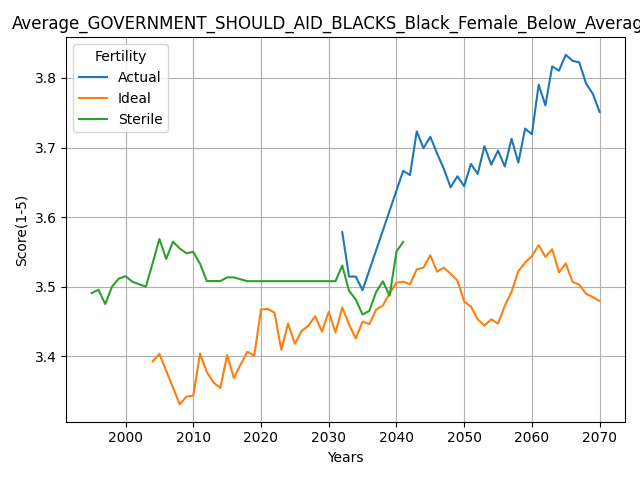 Average_GOVERNMENT_SHOULD_AID_BLACKS_Black_Female_Below_Averag
Fertility
Actual
Ideal
Sterile
3.8
3.7
3.6
3.5
3.4
Score(1-5)
2000 2010 2020 2030 2040 2050 2060 2070
Years